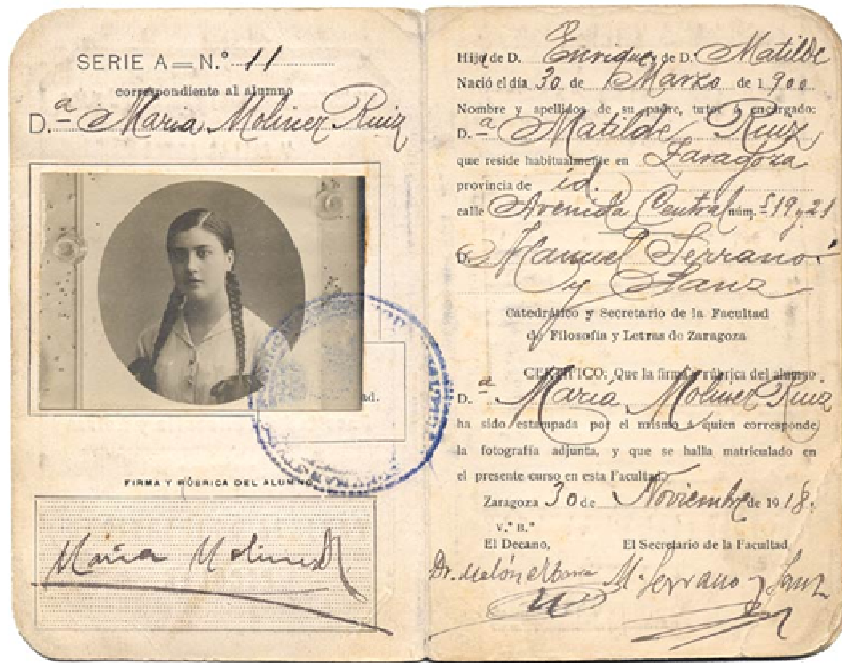 SERIE A — N.º 11
correspondiente al alumno
D.ª Maria Moliner Ruiz
ad.
FIRMA Y RÚBRICA DEL ALUMNO
Maria Moliner
Hijo de D. Enrique y de D.ª Matilde
Nació el día 30 de Marzo de 1900
Nombre y apellidos de su padre, tutor ó encargado:
D.ª Matilde Ruiz
que reside habitualmente en Zaragoza
provincia de id.
calle Avenida Central núm.s 19 y 21
D. Manuel Serrano
y Sanz
Catedrático y Secretario de la Facultad
de Filosofía y Letras de Zaragoza
CERTIFICO: Que la firma y rúbrica del alumno
D.ª María Moliner Ruiz
ha sido estampada por el mismo á quien corresponde
la fotografía adjunta, y que se halla matriculado en
el presente curso en esta Facultad.
Zaragoza 30 de Noviembre de 1918.
V.º B.º
El Decano, El Secretario de la Facultad,
Dr. M. Serrano y Sanz